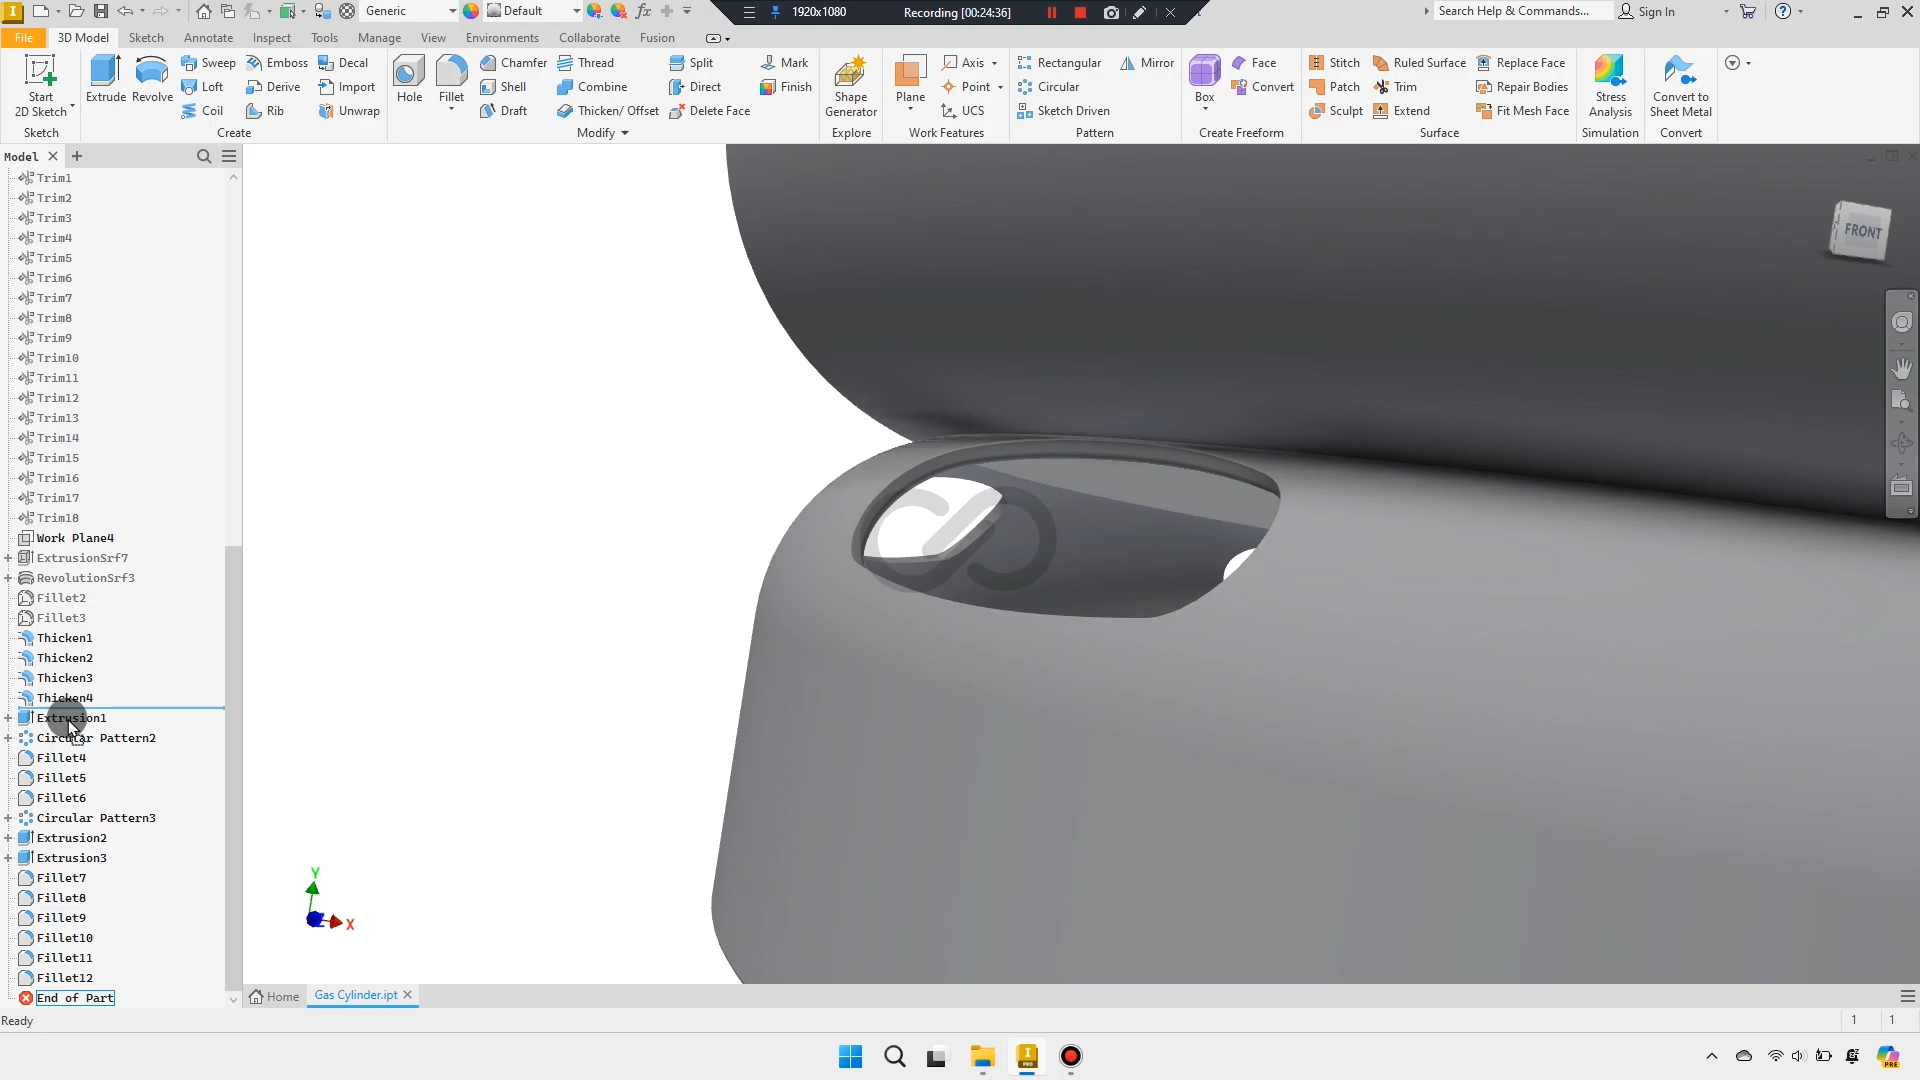 Generic
Default
fx
1920x1080
Recording [00:24:36]
Search Help & Commands...
Sign In
File
3D Model
Sketch
Annotate
Inspect
Tools
Manage
View
Environments
Collaborate
Fusion
Start
2D Sketch
Extrude
Revolve
Sweep
Loft
Coil
Emboss
Derive
Rib
Decal
Import
Unwrap
Hole
Fillet
Chamfer
Shell
Draft
Thread
Combine
Thicken/ Offset
Split
Direct
Delete Face
Mark
Finish
Shape
Generator
Plane
Axis
Point
UCS
Rectangular
Circular
Sketch Driven
Mirror
Box
Face
Convert
Stitch
Patch
Sculpt
Ruled Surface
Trim
Extend
Replace Face
Repair Bodies
Fit Mesh Face
Stress
Analysis
Convert to
Sheet Metal
Sketch
Create
Modify
Explore
Work Features
Pattern
Create Freeform
Surface
Simulation
Convert
Model
Trim1
Trim2
Trim3
Trim4
Trim5
Trim6
Trim7
Trim8
Trim9
Trim10
Trim11
Trim12
Trim13
Trim14
Trim15
Trim16
Trim17
Trim18
Work Plane4
ExtrusionSrf7
RevolutionSrf3
Fillet2
Fillet3
Thicken1
Thicken2
Thicken3
Thicken4
Extrusion1
Circular Pattern2
Fillet4
Fillet5
Fillet6
Circular Pattern3
Extrusion2
Extrusion3
Fillet7
Fillet8
Fillet9
Fillet10
Fillet11
Fillet12
End of Part
FRONT
Y
X
Home
Gas Cylinder.ipt
Ready
1
1